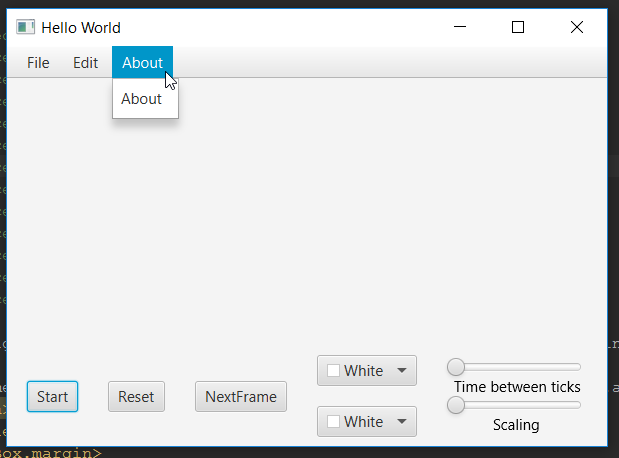 Hello World
File Edit About
About
White
Start Reset NextFrame
Time between ticks
White
Scaling
ox.margin>